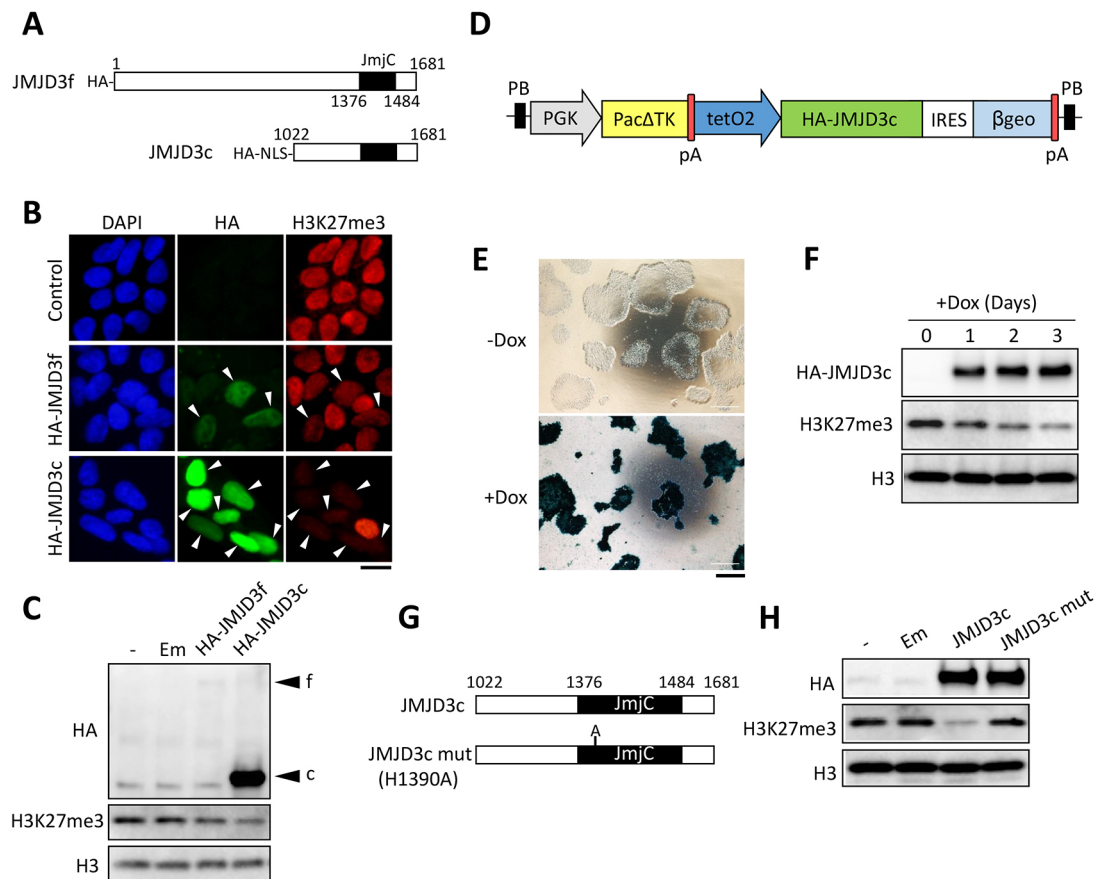 A
1
JmjC
1681
JMJD3f
HA-
1376
1484
1022
1681
JMJD3c
HA-NLS-
D
PB
PB
PGK
PacΔTK
tetO2
HA-JMJD3c
IRES
βgeo
pA
pA
B
DAPI
HA
H3K27me3
Control
HA-JMJD3f
HA-JMJD3c
E
-Dox
+Dox
F
+Dox (Days)
0 1 2 3
HA-JMJD3c
H3K27me3
H3
C
- Em HA-JMJD3f HA-JMJD3c
HA
f
c
H3K27me3
H3
G
1022 1376 1484 1681
JMJD3c
JmjC
A
JMJD3c mut
JmjC
(H1390A)
H
- Em JMJD3c JMJD3c mut
HA
H3K27me3
H3